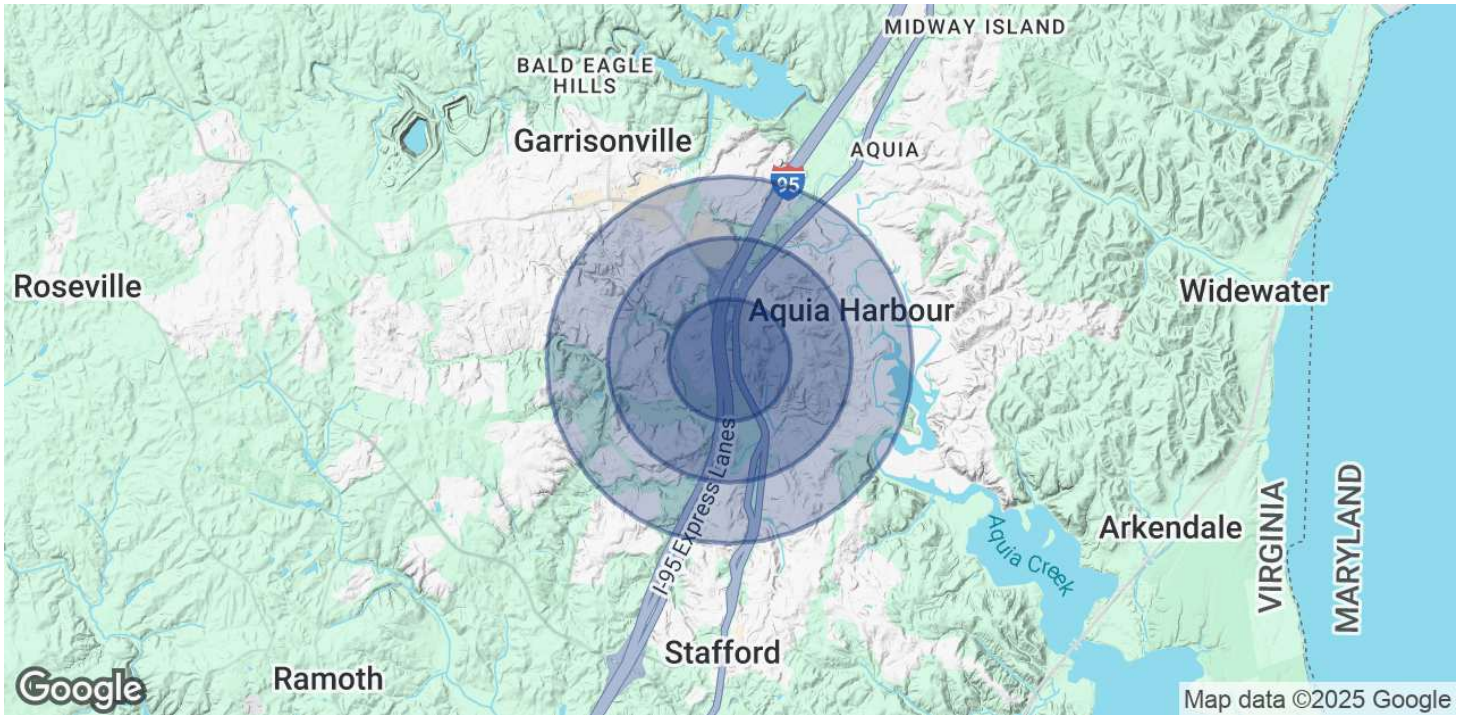 MIDWAY ISLAND
BALD EAGLE
HILLS
Garrisonville
AQUIA
95
Roseville
Widewater
Aquia Harbour
I-95 Express Lanes
Arkendale
Aquia Creek
VIRGINIA
MARYLAND
Stafford
Ramoth
Google
Map data ©2025 Google